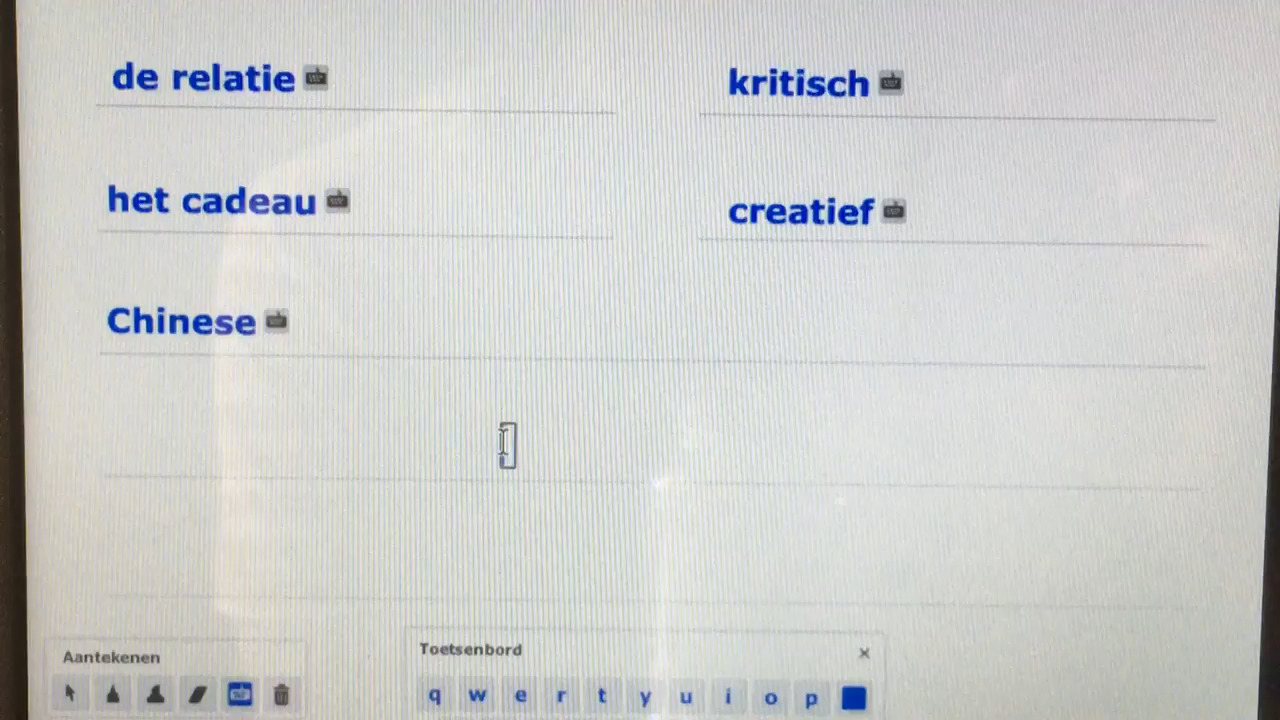 de relatie
kritisch
het cadeau
creatief
Chinese
Aantekenen
Toetsenbord
q w e r t y u i o p